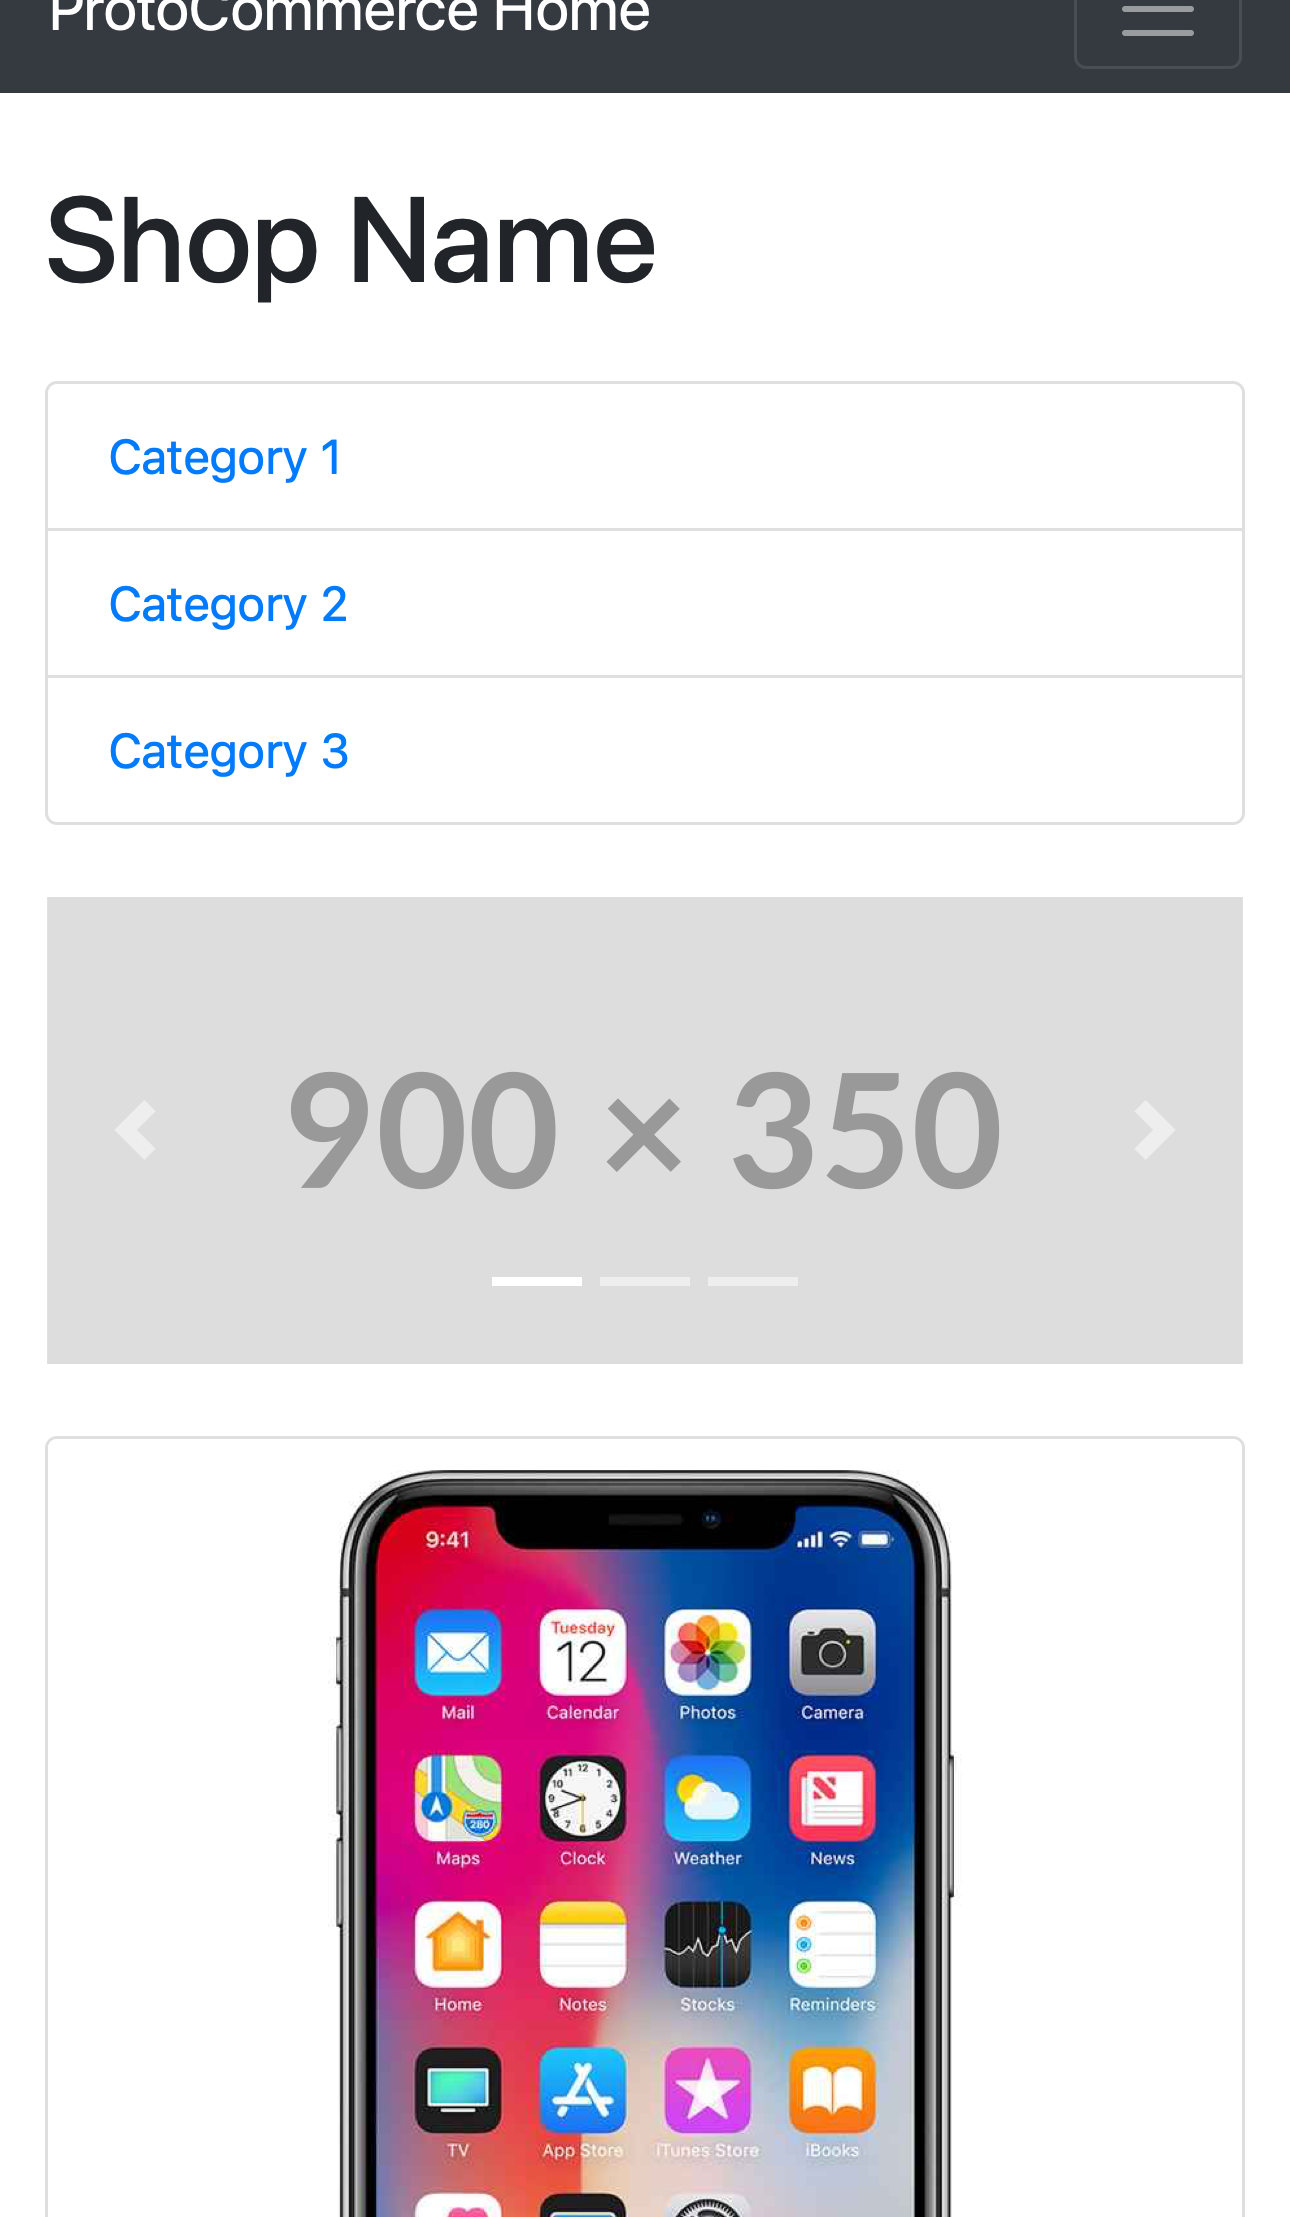 ProtoCommerce Home
Shop Name
Category 1
Category 2
Category 3
900 × 350
9:41
Tuesday
12
Mail Calendar Photos Camera
280
Maps Clock Weather News
Home Notes Stocks Reminders
TV App Store iTunes Store iBooks